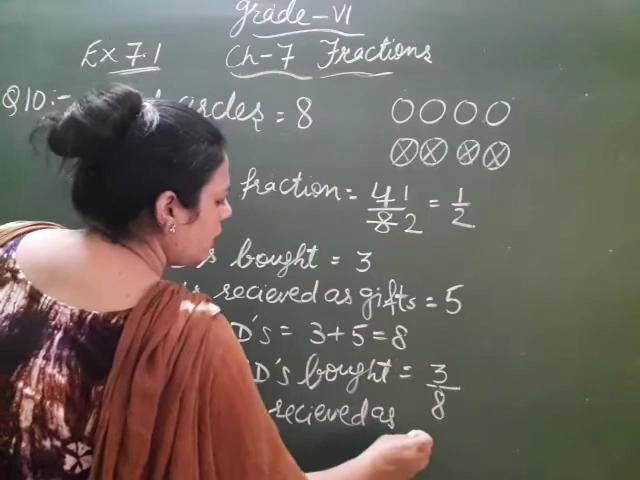 Grade-VI
Ex 7.1 Ch-7 Fractions
Q10:- circles = 8
fraction = 4/8 1/2 = 1/2
bought = 3
recieved as gifts = 5
D's = 3+5=8
D's bought = 3/8
recieved as